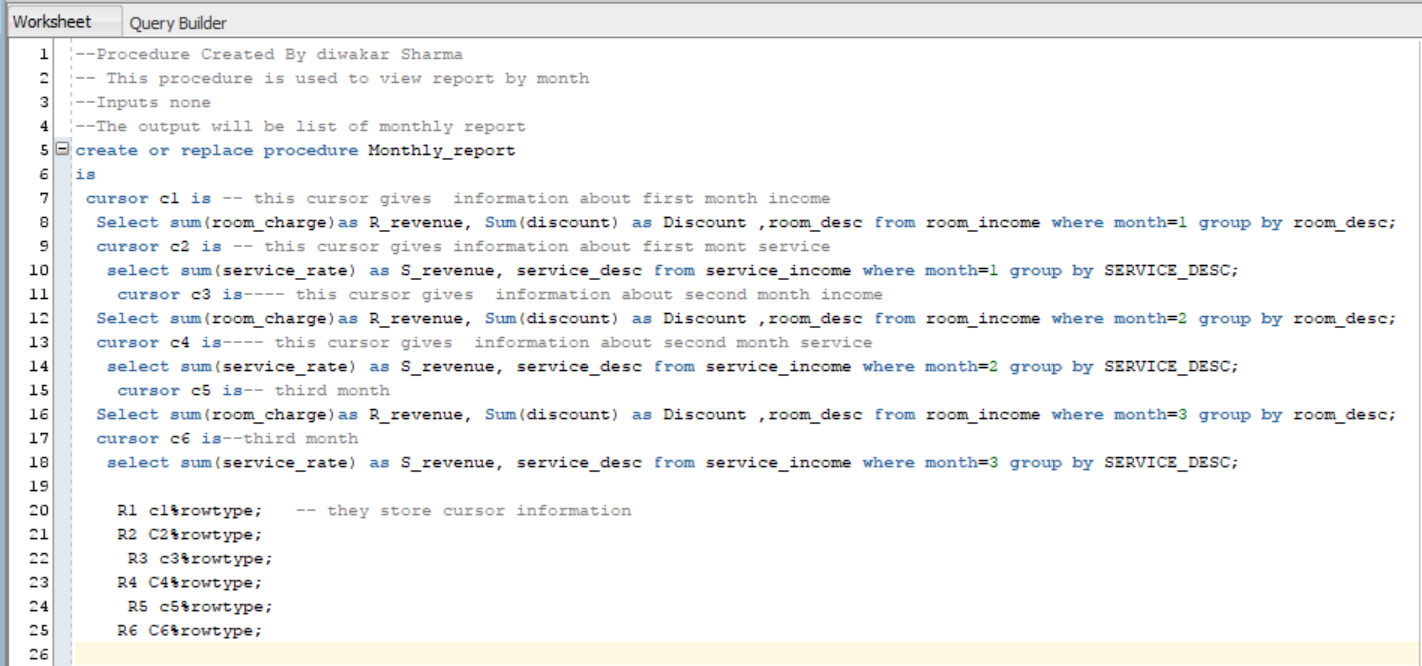 Worksheet Query Builder
1 --Procedure Created By diwakar Sharma
2 -- This procedure is used to view report by month
3 --Inputs none
4 --The output will be list of monthly report
5 create or replace procedure Monthly_report
6 is
7 cursor c1 is -- this cursor gives  information about first month income
8 Select sum(room_charge)as R_revenue, Sum(discount) as Discount ,room_desc from room_income where month=1 group by room_desc;
9 cursor c2 is -- this cursor gives information about first mont service
10 select sum(service_rate) as S_revenue, service_desc from service_income where month=1 group by SERVICE_DESC;
11 cursor c3 is---- this cursor gives  information about second month income
12 Select sum(room_charge)as R_revenue, Sum(discount) as Discount ,room_desc from room_income where month=2 group by room_desc;
13 cursor c4 is---- this cursor gives  information about second month service
14 select sum(service_rate) as S_revenue, service_desc from service_income where month=2 group by SERVICE_DESC;
15 cursor c5 is-- third month
16 Select sum(room_charge)as R_revenue, Sum(discount) as Discount ,room_desc from room_income where month=3 group by room_desc;
17 cursor c6 is--third month
18 select sum(service_rate) as S_revenue, service_desc from service_income where month=3 group by SERVICE_DESC;
19
20 R1 c1%rowtype;   -- they store cursor information
21 R2 C2%rowtype;
22 R3 c3%rowtype;
23 R4 C4%rowtype;
24 R5 c5%rowtype;
25 R6 C6%rowtype;
26